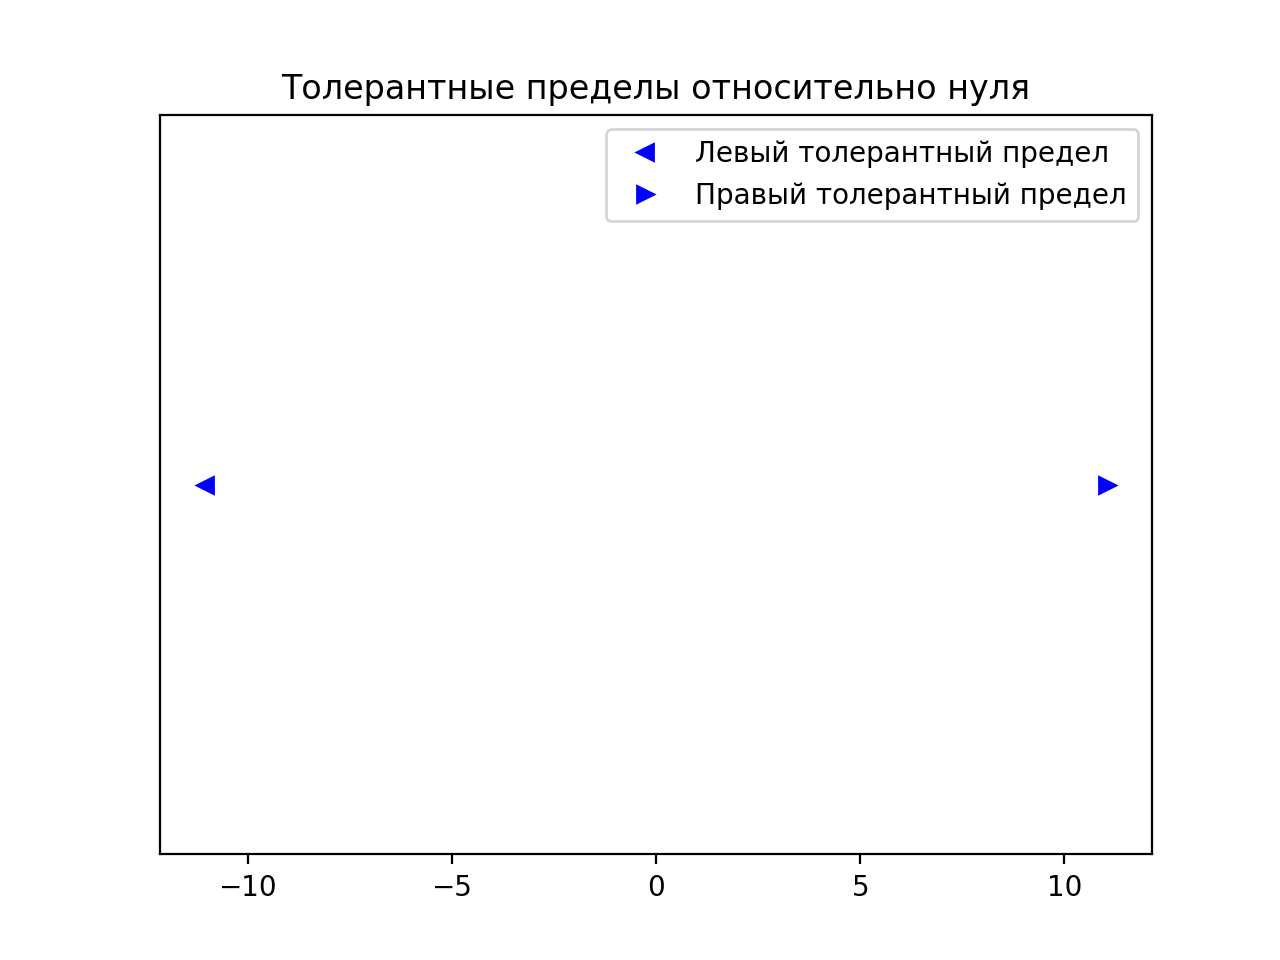 Толерантные пределы относительно нуля
Левый толерантный предел
Правый толерантный предел
−10 −5 0 5 10